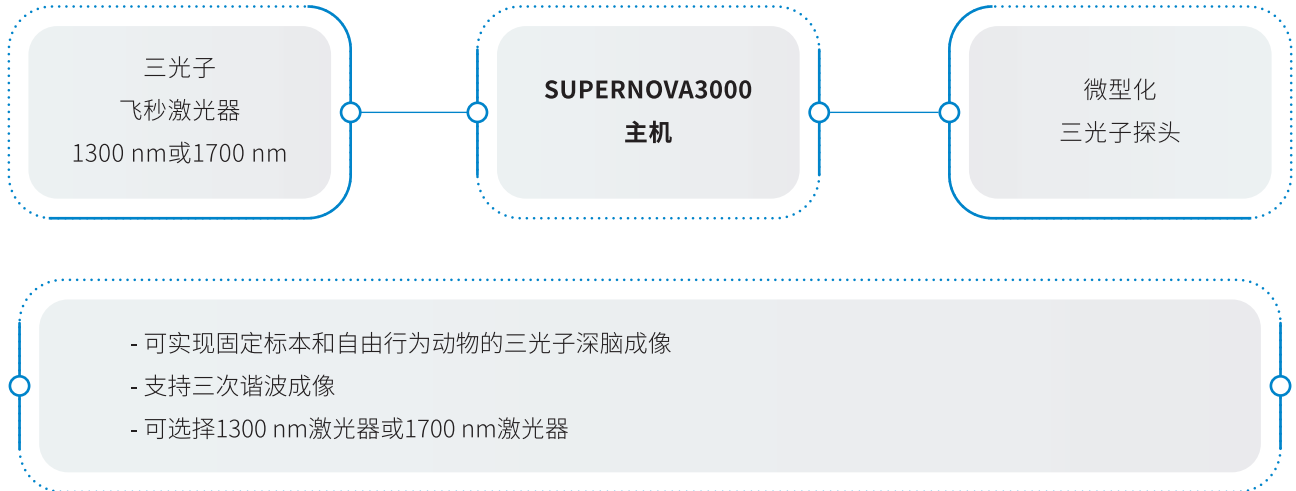 三光子
飞秒激光器
1300 nm或1700 nm
SUPERNOVA3000
主机
微型化
三光子探头
- 可实现固定标本和自由行为动物的三光子深脑成像
- 支持三次谐波成像
- 可选择1300 nm激光器或1700 nm激光器